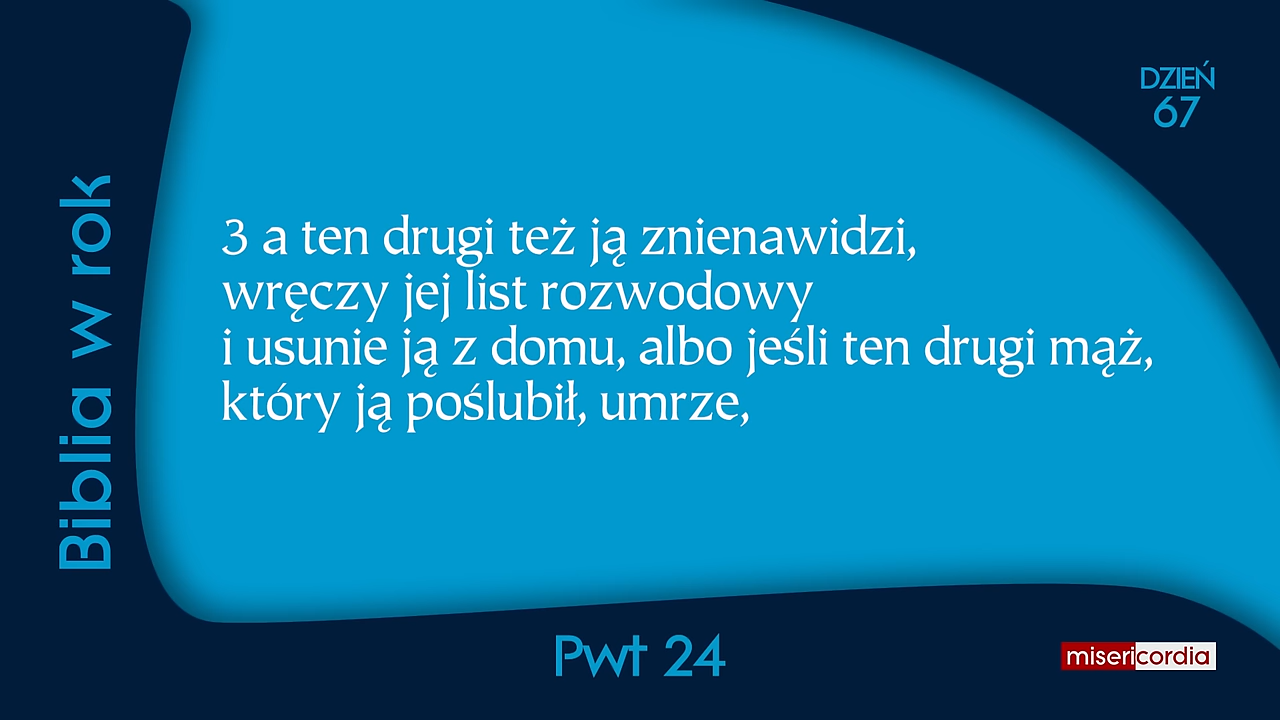 DZIEŃ
67
Biblia w rok
3 a ten drugi też ją znienawidzi,
wręczy jej list rozwodowy
i usunie ją z domu, albo jeśli ten drugi mąż,
który ją poślubił, umrze,
Pwt 24
misericordia